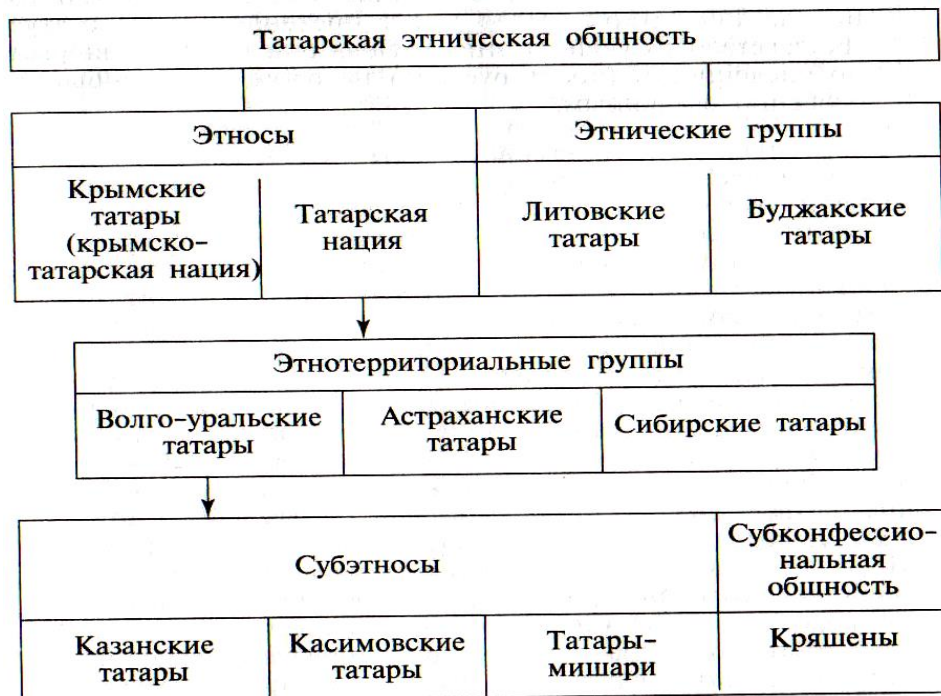 Татарская этническая общность
Этносы
Этнические группы
Крымские
татары
(крымско-
татарская нация)
Татарская
нация
Литовские
татары
Буджакские
татары
Этнотерриториальные группы
Волго-уральские
татары
Астраханские
татары
Сибирские татары
Субэтносы
Субконфессио-
нальная
общность
Казанские
татары
Касимовские
татары
Татары-
мишари
Кряшены